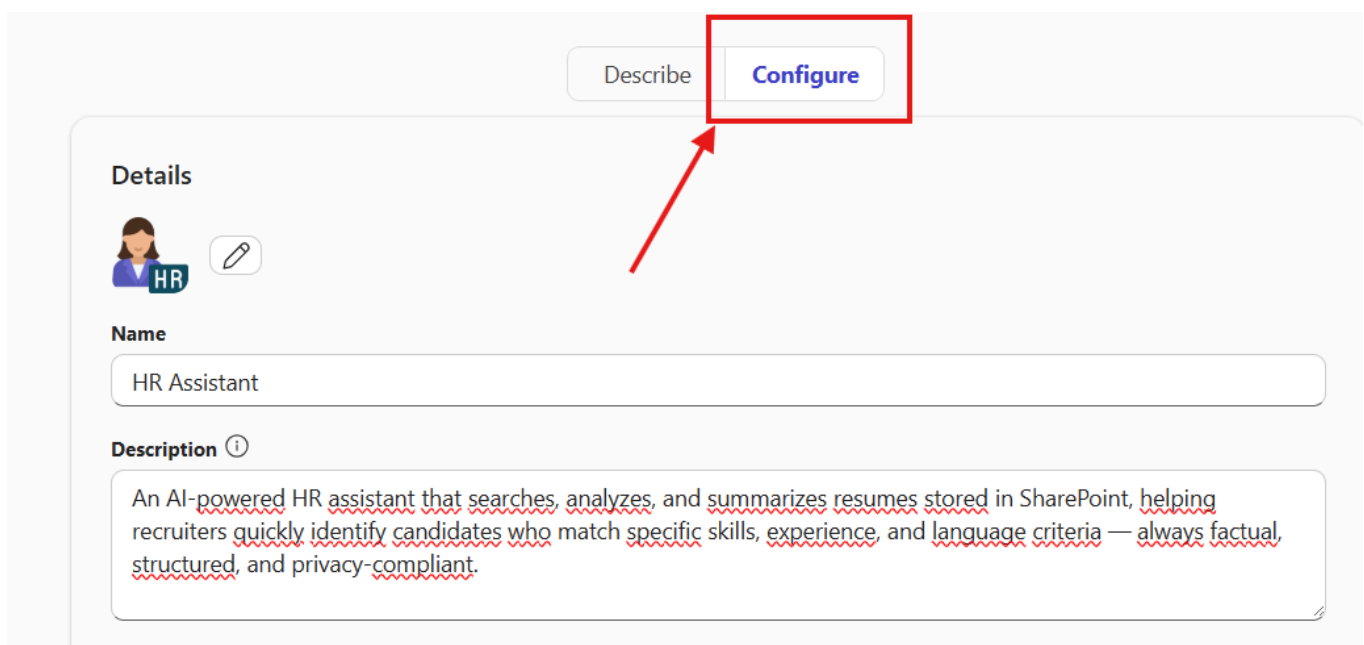 Describe
Configure
Details
HR
Name
HR Assistant
Description
An AI-powered HR assistant that searches, analyzes, and summarizes resumes stored in SharePoint, helping
recruiters quickly identify candidates who match specific skills, experience, and language criteria — always factual,
structured, and privacy-compliant.